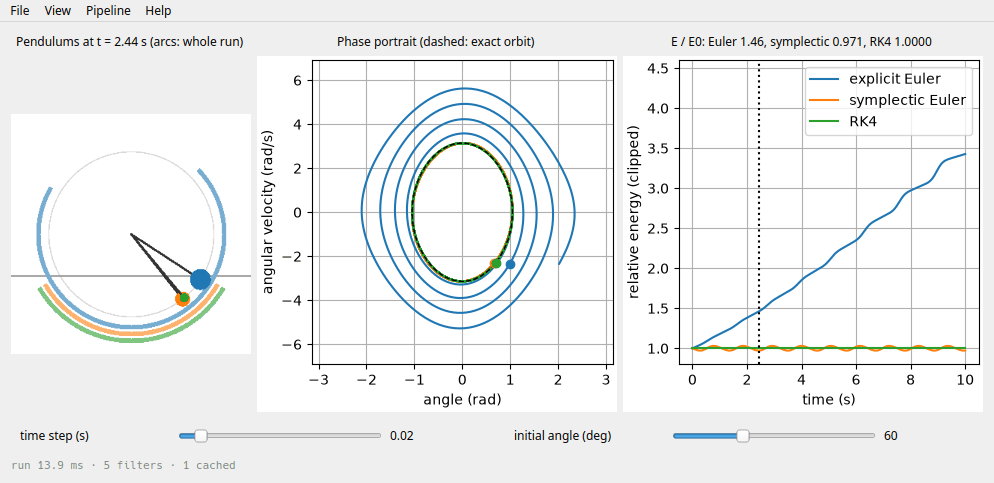 File View Pipeline Help
Pendulums at t = 2.44 s (arcs: whole run)
Phase portrait (dashed: exact orbit)
angular velocity (rad/s)
6
4
2
0
−2
−4
−6
−3 −2 −1 0 1 2 3
angle (rad)
E / E0: Euler 1.46, symplectic 0.971, RK4 1.0000
relative energy (clipped)
4.5
4.0
3.5
3.0
2.5
2.0
1.5
1.0
explicit Euler
symplectic Euler
RK4
0 2 4 6 8 10
time (s)
time step (s) 0.02 initial angle (deg) 60
run 13.9 ms · 5 filters · 1 cached